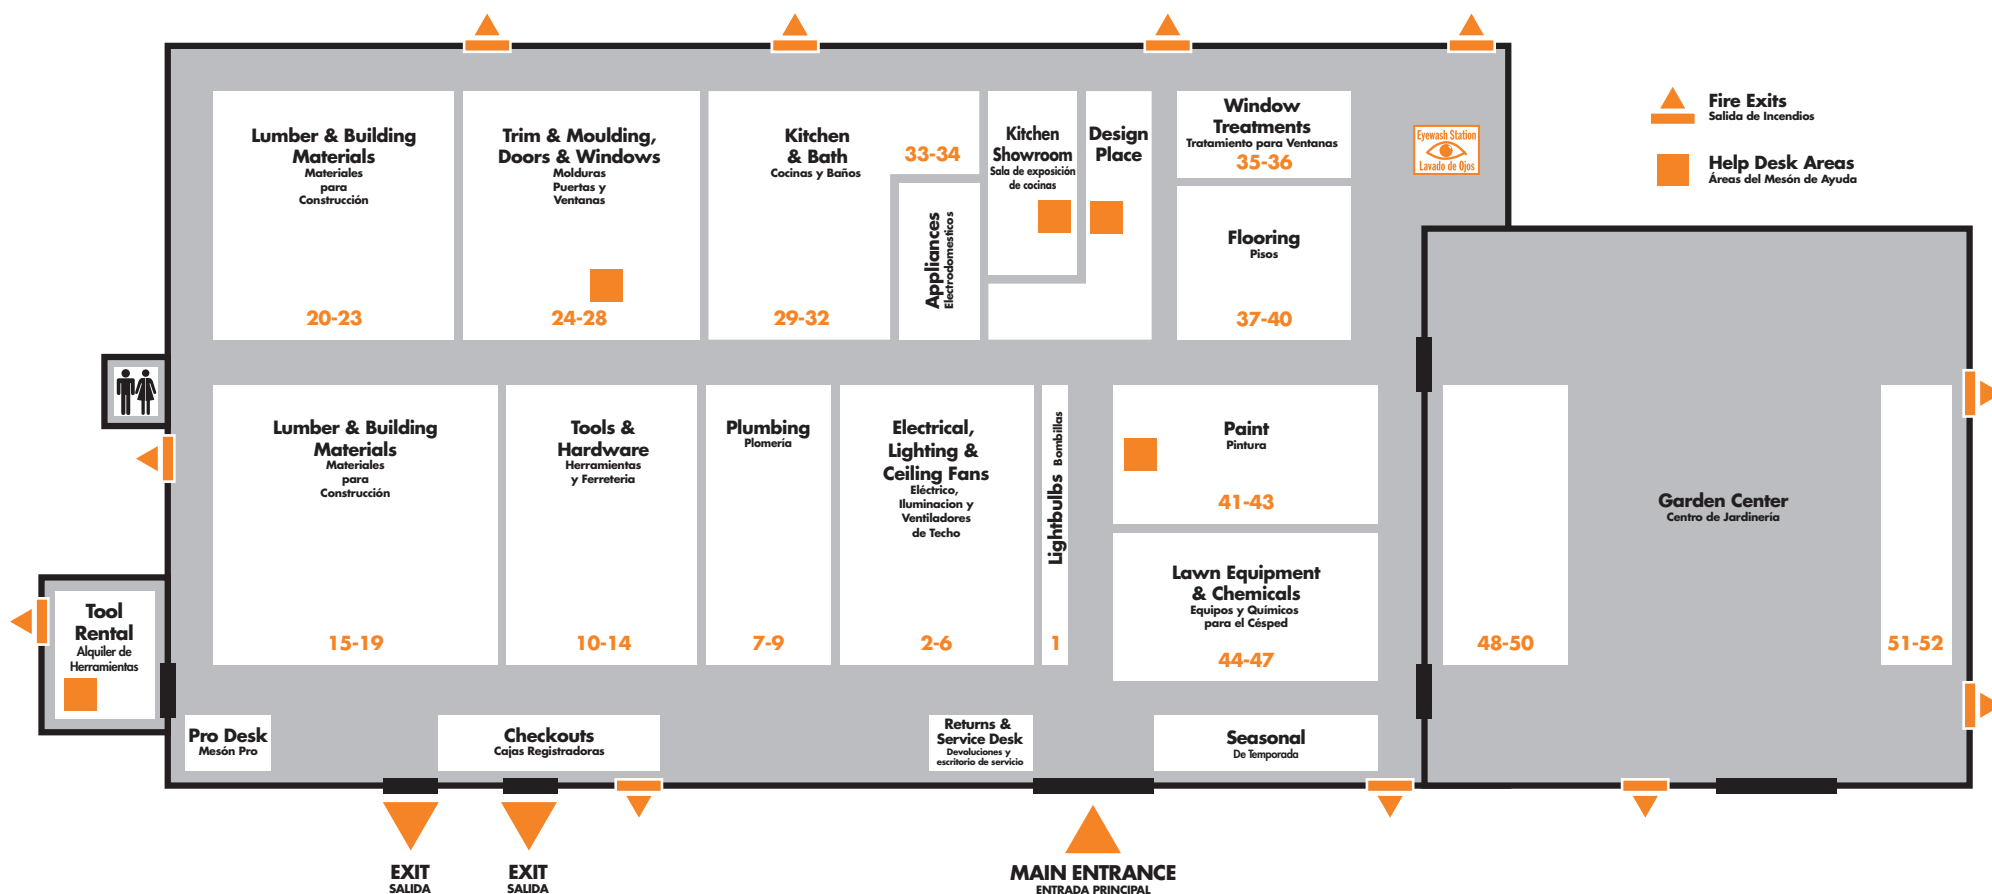 Lumber & Building
Materials
Materiales
para
Construcción
20-23
Trim & Moulding,
Doors & Windows
Molduras
Puertas y
Ventanas
24-28
Kitchen
& Bath
Cocinas y Baños
29-32
33-34
Appliances
Electrodomesticos
Kitchen
Showroom
Sala de exposición
de cocinas
Design
Place
Window
Treatments
Tratamiento para Ventanas
35-36
Flooring
Pisos
37-40
Eyewash Station
Lavado de Ojos
Fire Exits
Salida de Incendios
Help Desk Areas
Áreas del Mesón de Ayuda
Lumber & Building
Materials
Materiales
para
Construcción
15-19
Tools &
Hardware
Herramientas
y Ferreteria
10-14
Plumbing
Plomería
7-9
Electrical,
Lighting &
Ceiling Fans
Eléctrico,
Iluminacion y
Ventiladores
de Techo
2-6
Lightbulbs Bombillas
1
Paint
Pintura
41-43
Lawn Equipment
& Chemicals
Equipos y Químicos
para el Césped
44-47
Garden Center
Centro de Jardinería
48-50
51-52
Tool
Rental
Alquiler de
Herramientas
Pro Desk
Mesón Pro
Checkouts
Cajas Registradoras
Returns &
Service Desk
Devoluciones y
escritorio de servicio
Seasonal
De Temporada
EXIT
SALIDA
EXIT
SALIDA
MAIN ENTRANCE
ENTRADA PRINCIPAL